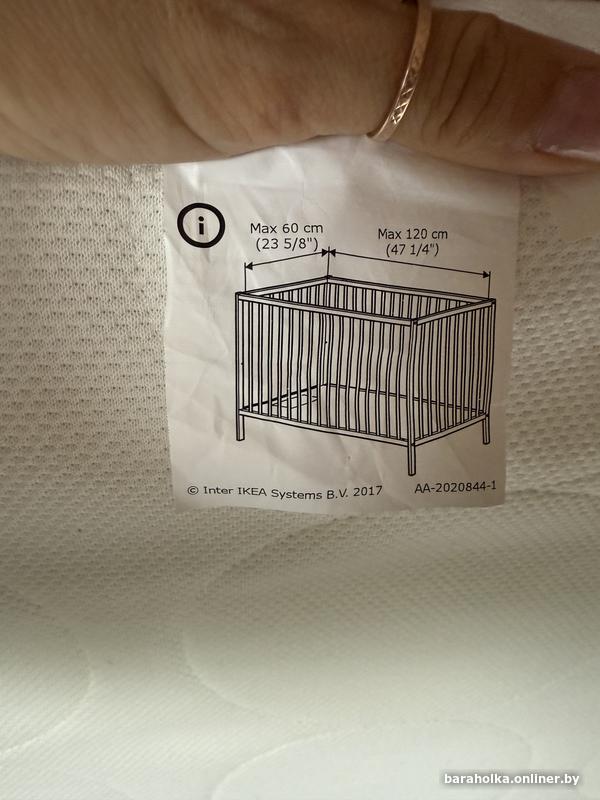 i
Max 60 cm
(23 5/8")
Max 120 cm
(47 1/4")
© Inter IKEA Systems B.V. 2017
AA-2020844-1
baraholka.onliner.by